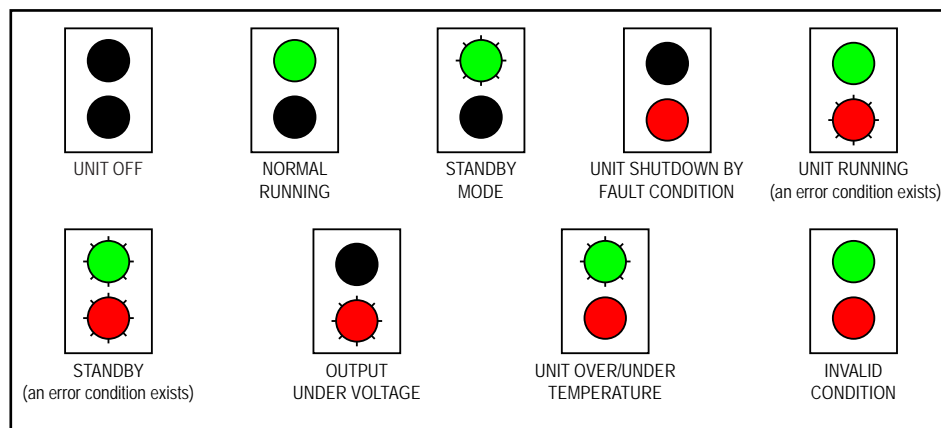 UNIT OFF
NORMAL
RUNNING
STANDBY
MODE
UNIT SHUTDOWN BY
FAULT CONDITION
UNIT RUNNING
(an error condition exists)
STANDBY
(an error condition exists)
OUTPUT
UNDER VOLTAGE
UNIT OVER/UNDER
TEMPERATURE
INVALID
CONDITION